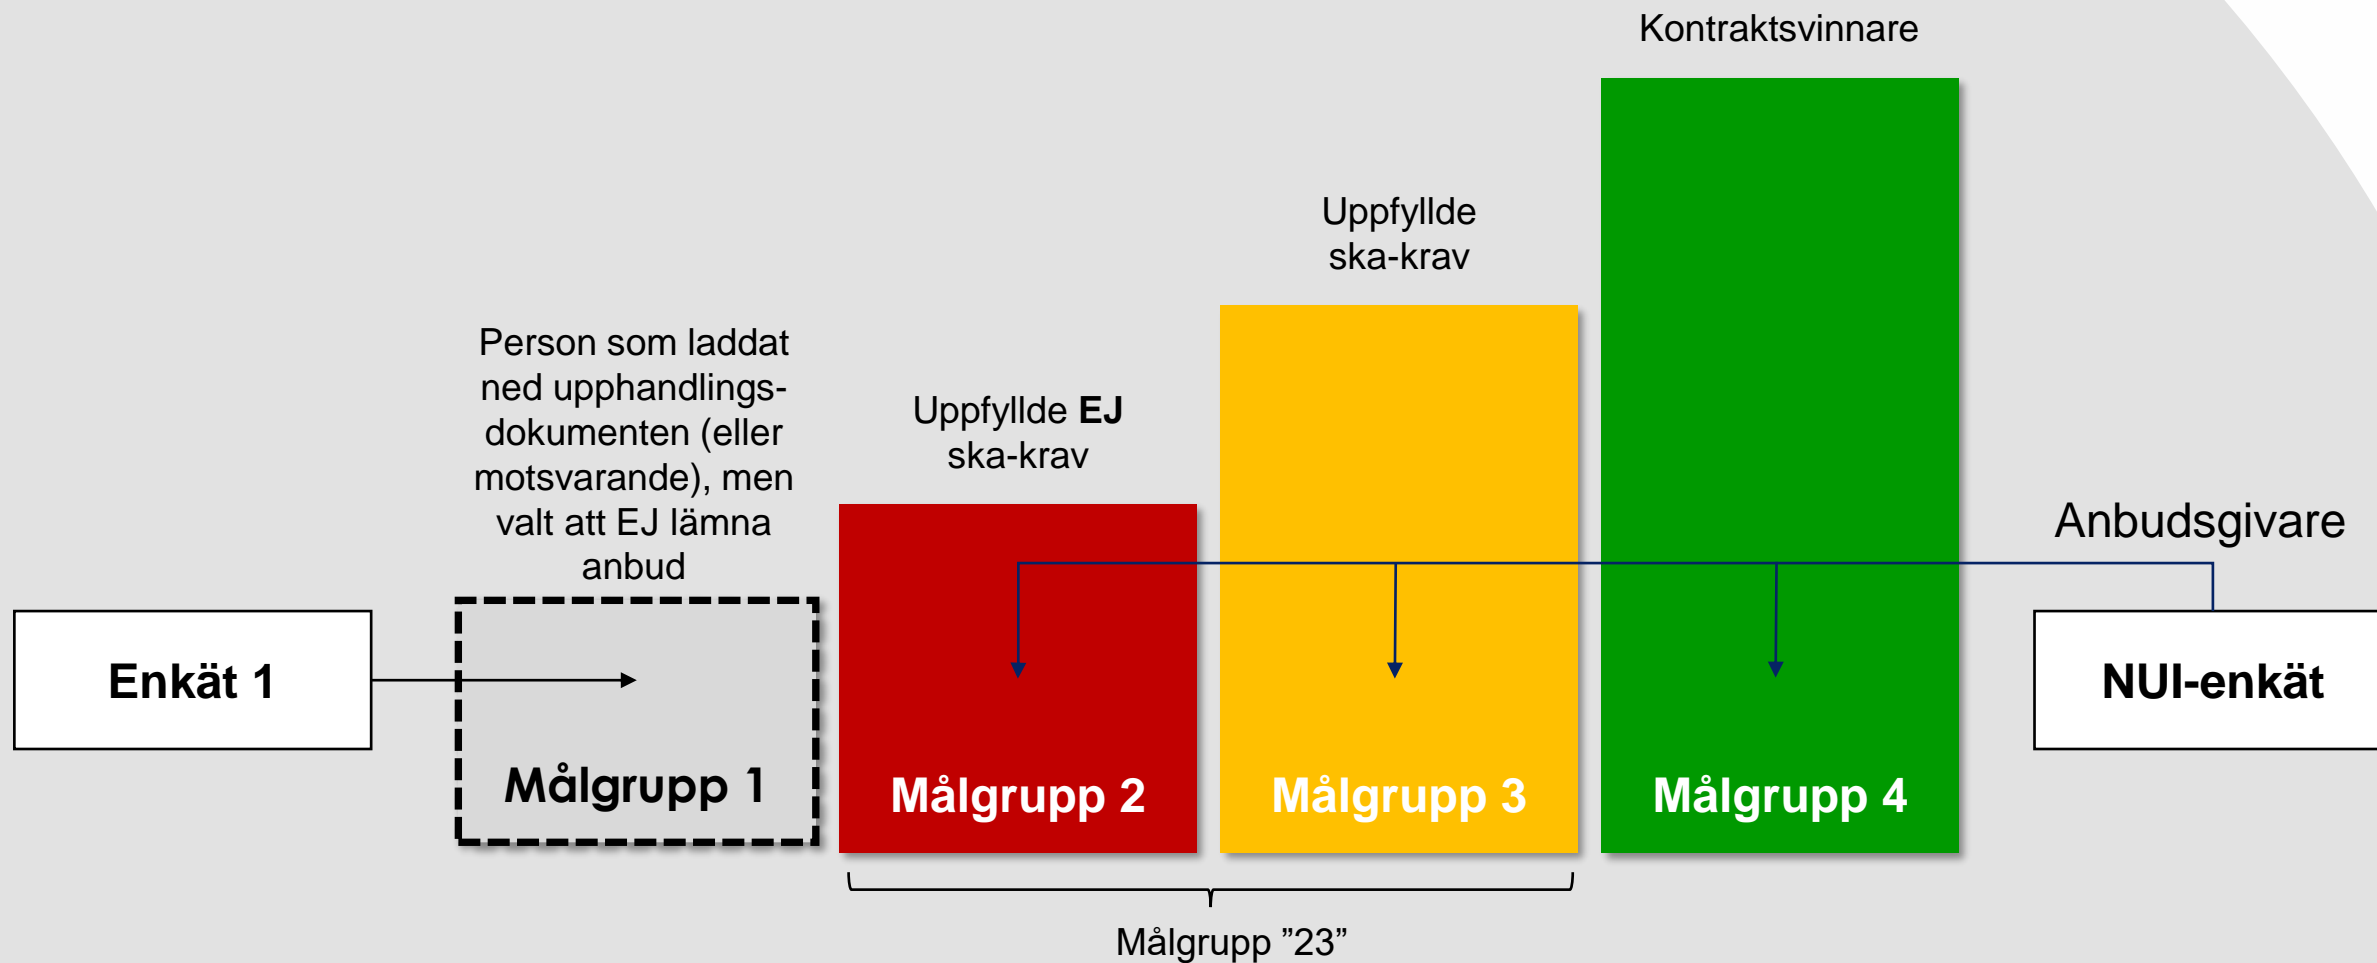 Kontraktsvinnare
Uppfyllde
ska-krav
Person som laddat
ned upphandlings-
dokumenten (eller
motsvarande), men
valt att EJ lämna
anbud
Uppfyllde EJ
ska-krav
Anbudsgivare
Enkät 1
NUI-enkät
Målgrupp 1
Målgrupp 2
Målgrupp 3
Målgrupp 4
Målgrupp ”23”